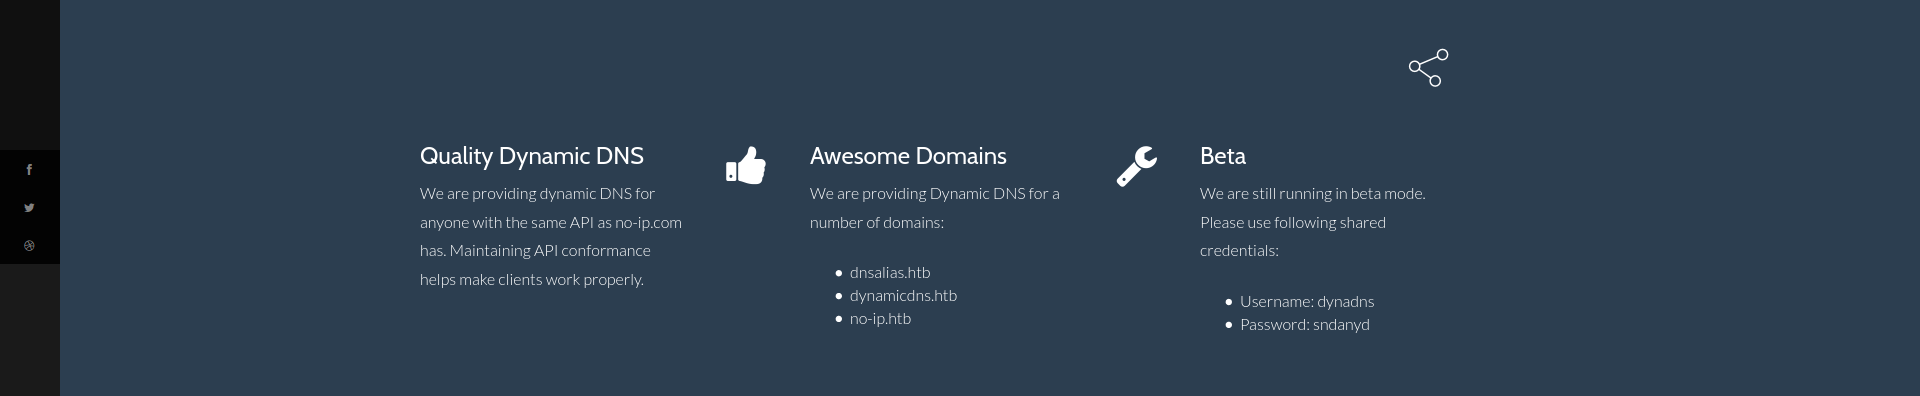 Quality Dynamic DNS
We are providing dynamic DNS for
anyone with the same API as no-ip.com
has. Maintaining API conformance
helps make clients work properly.
Awesome Domains
We are providing Dynamic DNS for a
number of domains:
• dnsalias.htb
• dynamicdns.htb
• no-ip.htb
Beta
We are still running in beta mode.
Please use following shared
credentials:
• Username: dynadns
• Password: sndanyd